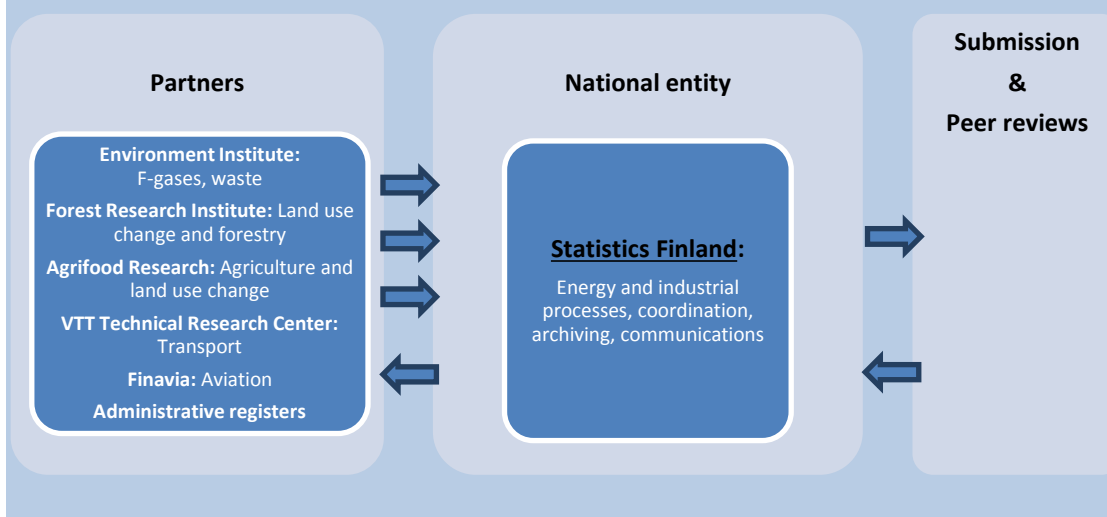 Partners
Environment Institute:
F-gases, waste
Forest Research Institute: Land use
change and forestry
Agrifood Research: Agriculture and
land use change
VTT Technical Research Center:
Transport
Finavia: Aviation
Administrative registers
National entity
Statistics Finland:
Energy and industrial
processes, coordination,
archiving, communications
Submission
&
Peer reviews